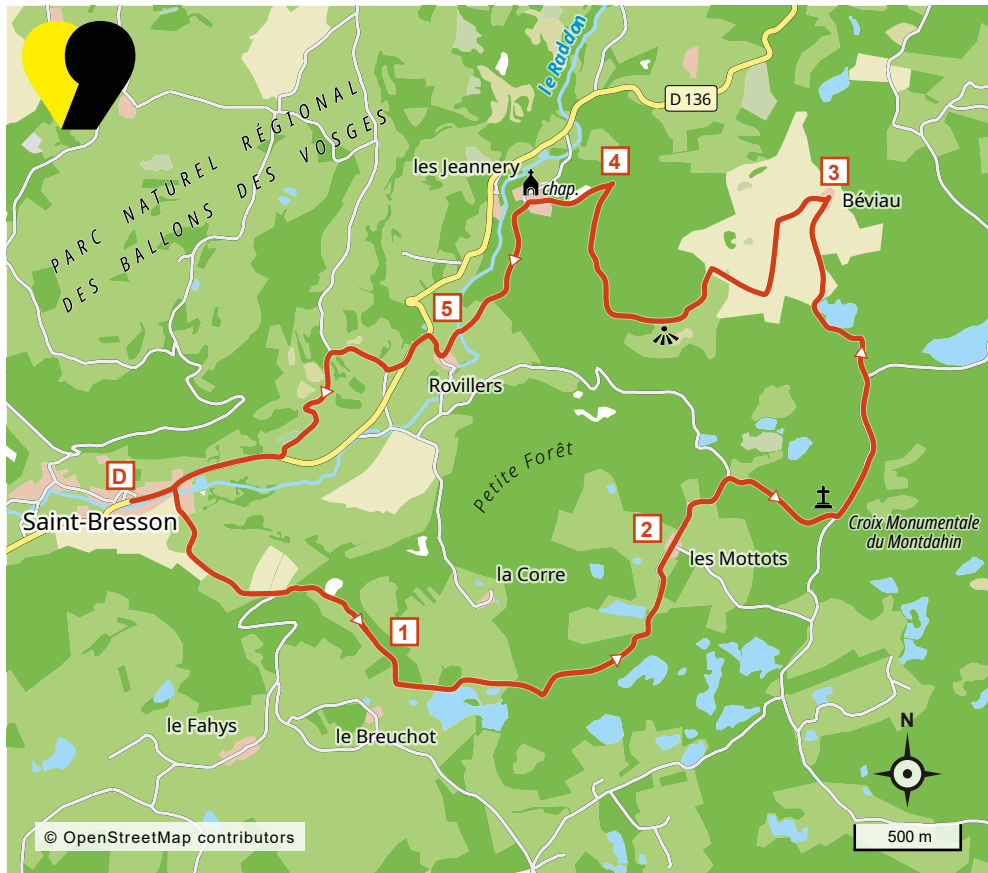 le Raddon
D 136
PARC NATUREL RÉGIONAL
DES BALLONS DES VOSGES
les Jeannery
chap.
4
3
Béviau
5
Rovillers
D
Saint-Bresson
Petite Forêt
2
les Mottots
Croix Monumentale
du Montdahin
la Corre
1
le Fahys
le Breuchot
N
© OpenStreetMap contributors
500 m